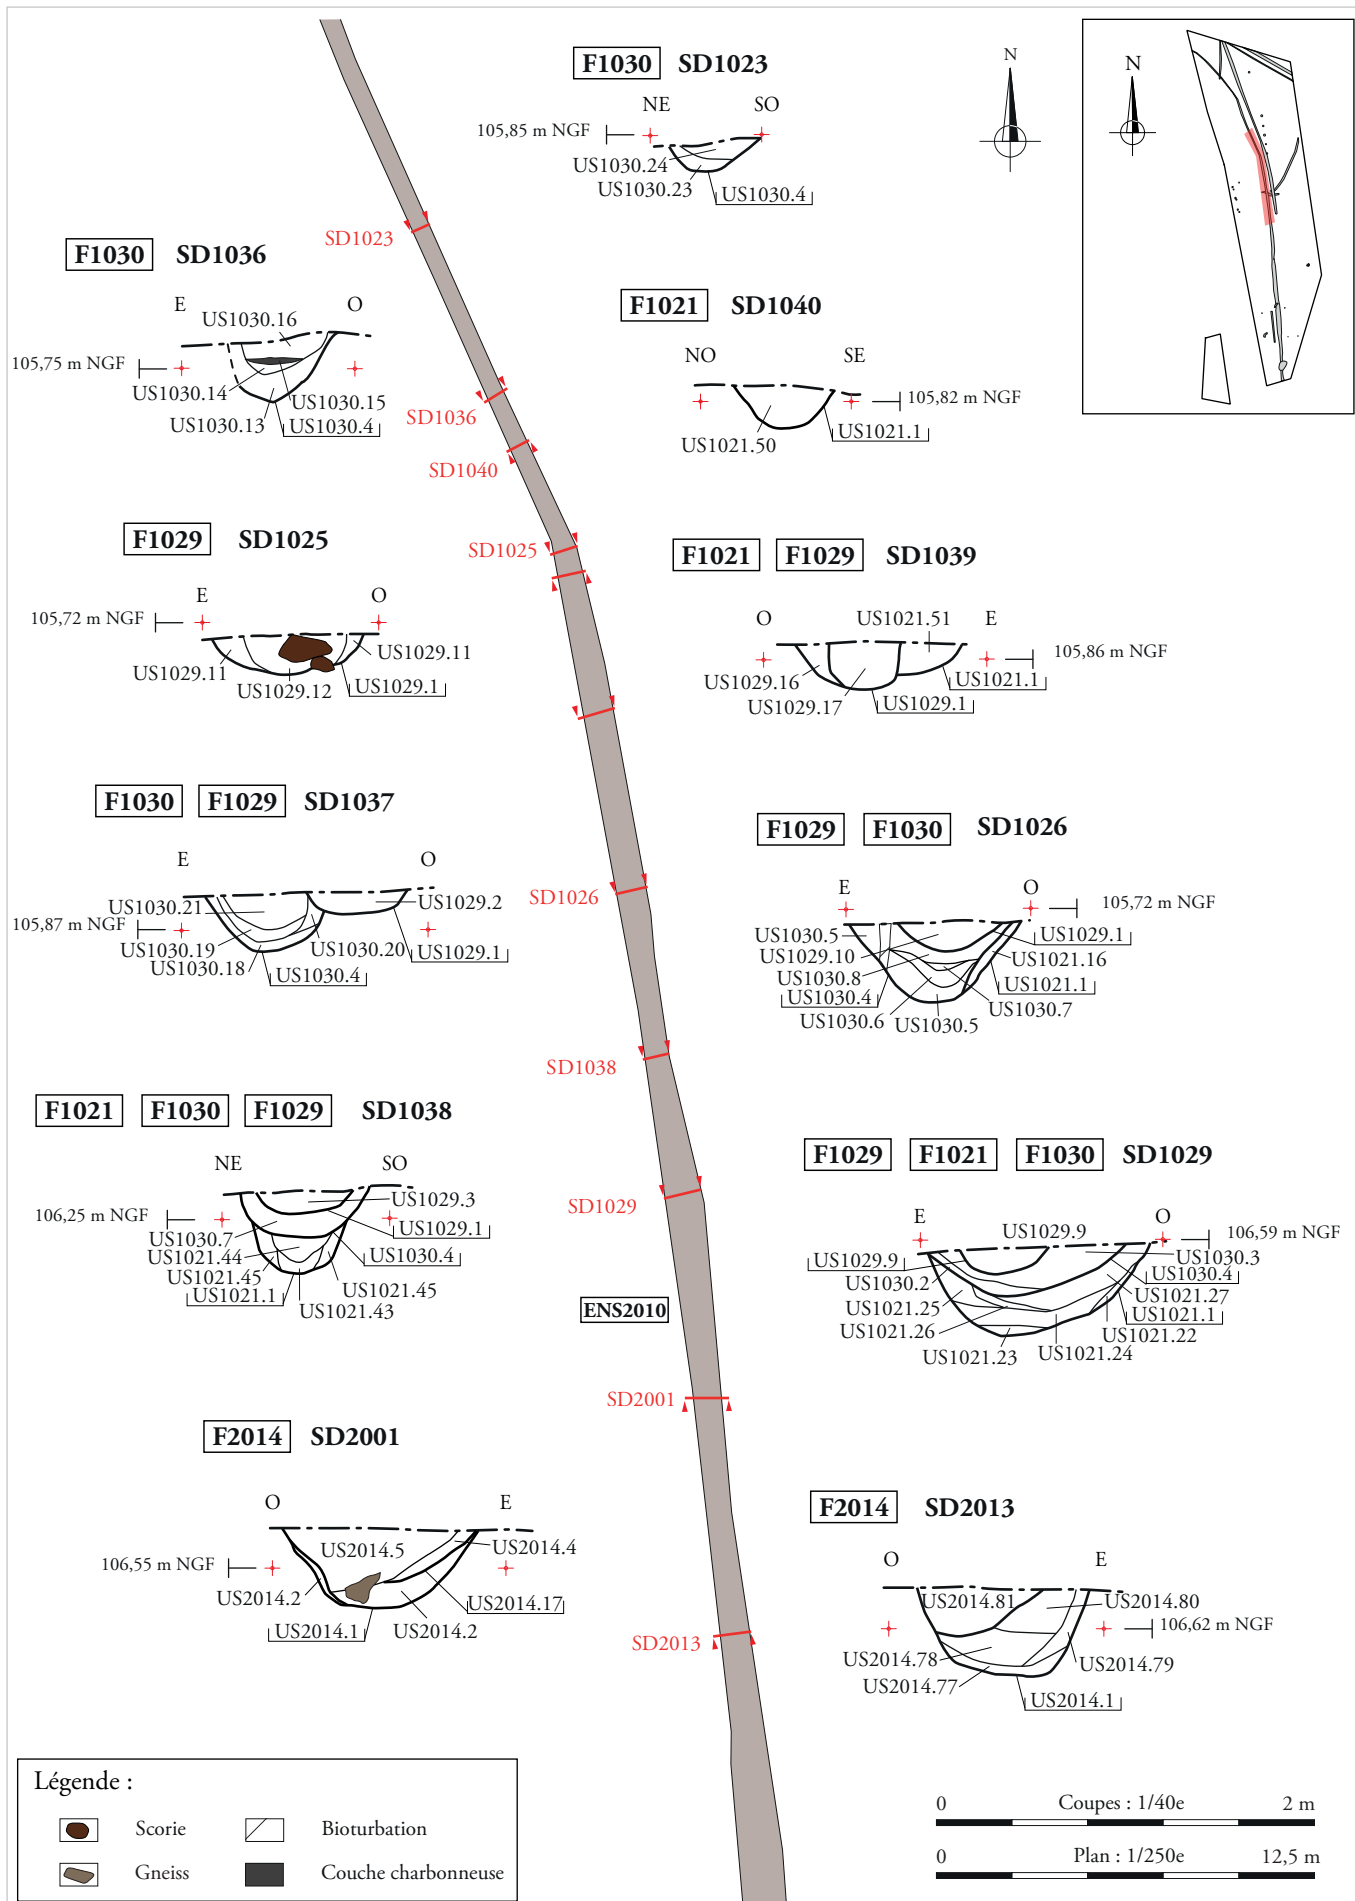 F1030 SD1023
NE SO
105,85 m NGF
US1030.24
US1030.23
US1030.4
N
N
SD1023
F1030 SD1036
E O
US1030.16
105,75 m NGF
US1030.14
US1030.15
US1030.13
US1030.4
SD1036
F1021 SD1040
NO SE
105,82 m NGF
US1021.50
US1021.1
SD1040
F1029 SD1025
E O
105,72 m NGF
US1029.11
US1029.11
US1029.12
US1029.1
SD1025
F1021 F1029 SD1039
O E
US1021.51
105,86 m NGF
US1029.16
US1021.1
US1029.17
US1029.1
F1030 F1029 SD1037
E O
US1030.21
US1029.2
105,87 m NGF
US1030.19
US1030.20
US1029.1
US1030.18
US1030.4
F1029 F1030 SD1026
E O
105,72 m NGF
US1030.5
US1029.1
US1029.10
US1021.16
US1030.8
US1021.1
US1030.4
US1030.7
US1030.6
US1030.5
SD1026
SD1038
F1021 F1030 F1029 SD1038
NE SO
US1029.3
106,25 m NGF
US1029.1
US1030.7
US1021.44
US1030.4
US1021.45
US1021.45
US1021.1
US1021.43
F1029 F1021 F1030 SD1029
E O
US1029.9
106,59 m NGF
US1029.9
US1030.3
US1030.2
US1030.4
US1021.25
US1021.27
US1021.26
US1021.1
US1021.22
US1021.23
US1021.24
SD1029
ENS2010
SD2001
F2014 SD2001
O E
US2014.5
US2014.4
106,55 m NGF
US2014.2
US2014.17
US2014.1
US2014.2
F2014 SD2013
O E
US2014.81
US2014.80
106,62 m NGF
US2014.78
US2014.79
US2014.77
US2014.1
SD2013
Légende :
Scorie
Bioturbation
Gneiss
Couche charbonneuse
0 Coupes : 1/40e 2 m
0 Plan : 1/250e 12,5 m